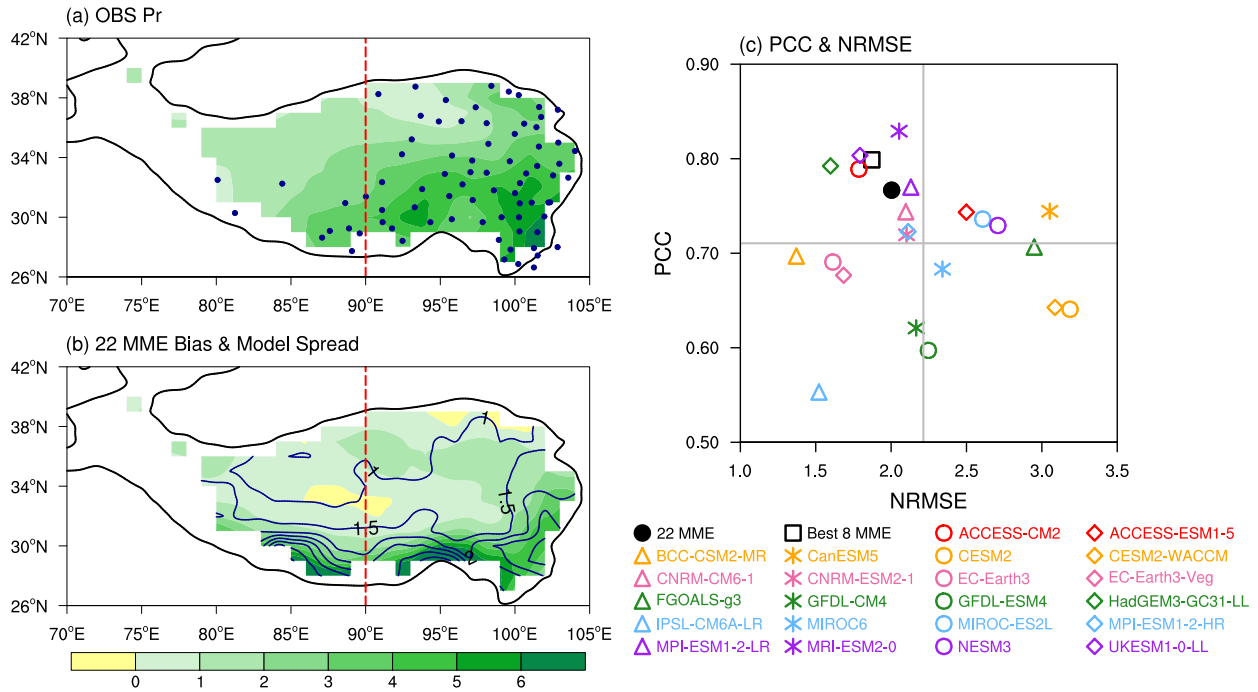 (a) OBS Pr
42°N
38°N
34°N
30°N
26°N
70°E 75°E 80°E 85°E 90°E 95°E 100°E 105°E
(b) 22 MME Bias & Model Spread
42°N
38°N
34°N
30°N
26°N
1
1
1.5
1.5
2
70°E 75°E 80°E 85°E 90°E 95°E 100°E 105°E
0 1 2 3 4 5 6
(c) PCC & NRMSE
0.90
0.80
0.70
0.60
0.50
PCC
1.0 1.5 2.0 2.5 3.0 3.5
NRMSE
22 MME Best 8 MME ACCESS-CM2 ACCESS-ESM1-5
BCC-CSM2-MR CanESM5 CESM2 CESM2-WACCM
CNRM-CM6-1 CNRM-ESM2-1 EC-Earth3 EC-Earth3-Veg
FGOALS-g3 GFDL-CM4 GFDL-ESM4 HadGEM3-GC31-LL
IPSL-CM6A-LR MIROC6 MIROC-ES2L MPI-ESM1-2-HR
MPI-ESM1-2-LR MRI-ESM2-0 NESM3 UKESM1-0-LL